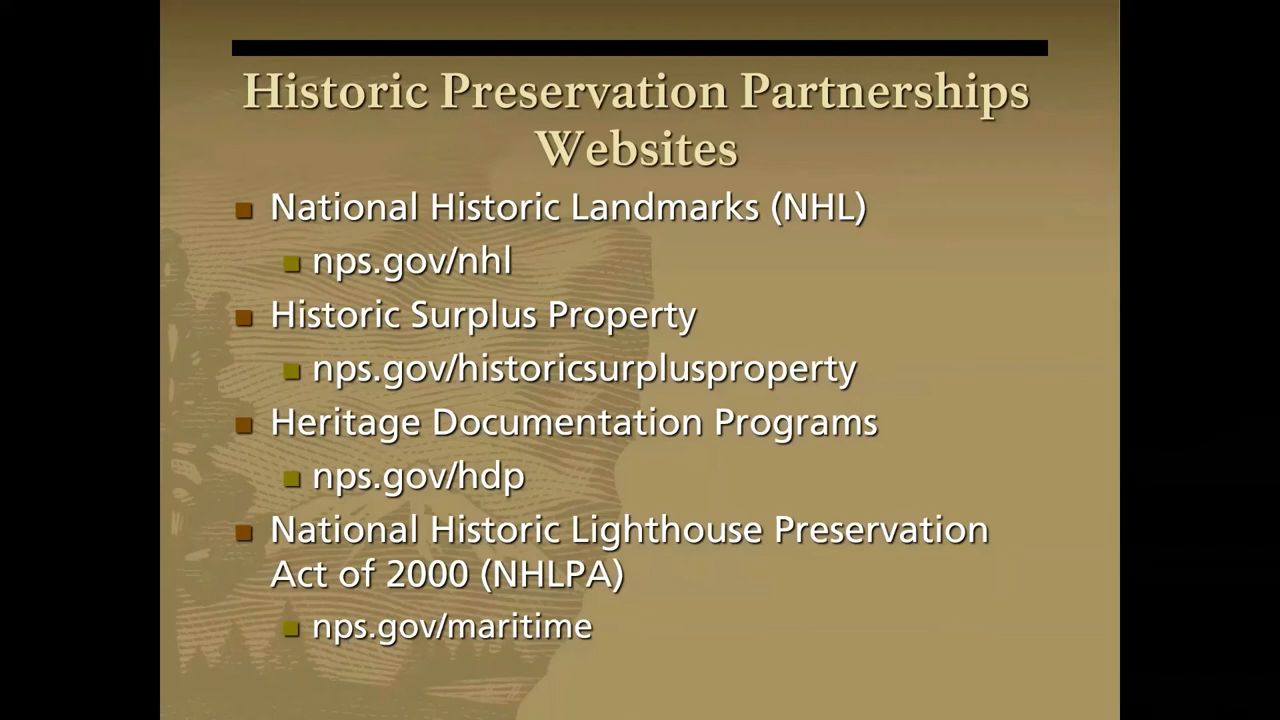 Historic Preservation Partnerships
Websites
National Historic Landmarks (NHL)
nps.gov/nhl
Historic Surplus Property
nps.gov/historicsurplusproperty
Heritage Documentation Programs
nps.gov/hdp
National Historic Lighthouse Preservation
Act of 2000 (NHLPA)
nps.gov/maritime